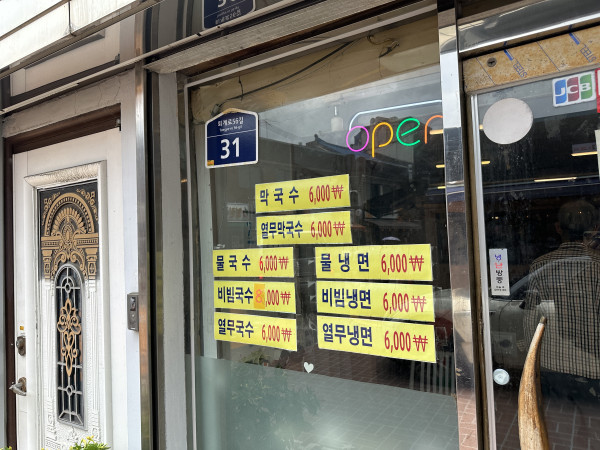 31
open
JCB
막국수 6,000₩
열무막국수 6,000₩
물국수 6,000₩
물냉면 6,000₩
비빔국수 6,000₩
비빔냉면 6,000₩
열무국수 6,000₩
열무냉면 6,000₩